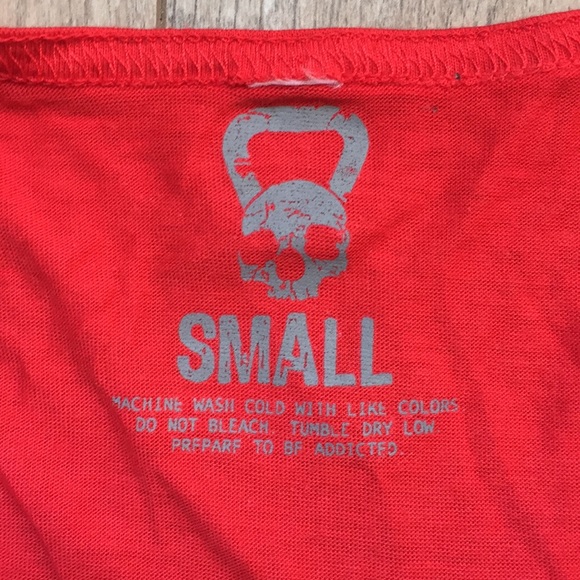 SMALL
MACHINE WASH COLD WITH LIKE COLORS
DO NOT BLEACH. TUMBLE DRY LOW
PREPARE TO BE ADDICTED.